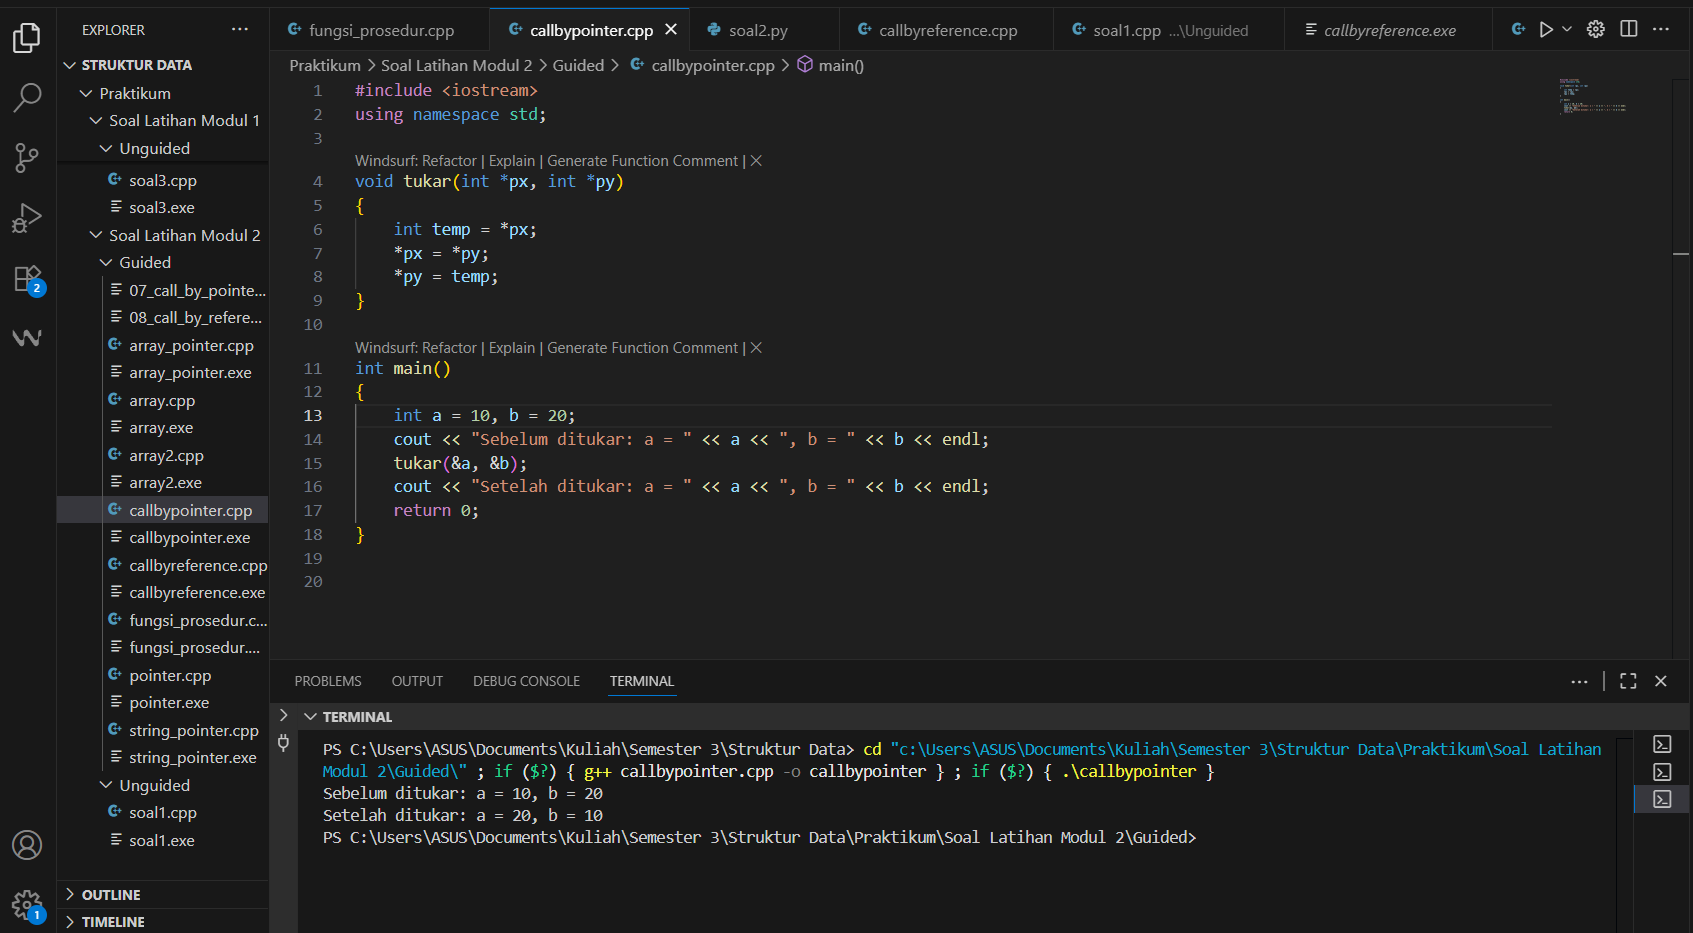 EXPLORER
STRUKTUR DATA
Praktikum
Soal Latihan Modul 1
Unguided
soal3.cpp
soal3.exe
Soal Latihan Modul 2
Guided
07_call_by_pointe...
08_call_by_refere...
array_pointer.cpp
array_pointer.exe
array.cpp
array.exe
array2.cpp
array2.exe
callbypointer.cpp
callbypointer.exe
callbyreference.cpp
callbyreference.exe
fungsi_prosedur.c...
fungsi_prosedur....
pointer.cpp
pointer.exe
string_pointer.cpp
string_pointer.exe
Unguided
soal1.cpp
soal1.exe
OUTLINE
TIMELINE
2
1
fungsi_prosedur.cpp callbypointer.cpp soal2.py callbyreference.cpp soal1.cpp ...\Unguided callbyreference.exe
Praktikum > Soal Latihan Modul 2 > Guided > callbypointer.cpp > main()
1 #include <iostream>
2 using namespace std;
3
Windsurf: Refactor | Explain | Generate Function Comment | X
4 void tukar(int *px, int *py)
5 {
6     int temp = *px;
7     *px = *py;
8     *py = temp;
9 }
10
Windsurf: Refactor | Explain | Generate Function Comment | X
11 int main()
12 {
13     int a = 10, b = 20;
14     cout << "Sebelum ditukar: a = " << a << ", b = " << b << endl;
15     tukar(&a, &b);
16     cout << "Setelah ditukar: a = " << a << ", b = " << b << endl;
17     return 0;
18 }
19
20
PROBLEMS OUTPUT DEBUG CONSOLE TERMINAL
TERMINAL
PS C:\Users\ASUS\Documents\Kuliah\Semester 3\Struktur Data> cd "c:\Users\ASUS\Documents\Kuliah\Semester 3\Struktur Data\Praktikum\Soal Latihan
Modul 2\Guided\" ; if ($?) { g++ callbypointer.cpp -o callbypointer } ; if ($?) { .\callbypointer }
Sebelum ditukar: a = 10, b = 20
Setelah ditukar: a = 20, b = 10
PS C:\Users\ASUS\Documents\Kuliah\Semester 3\Struktur Data\Praktikum\Soal Latihan Modul 2\Guided>